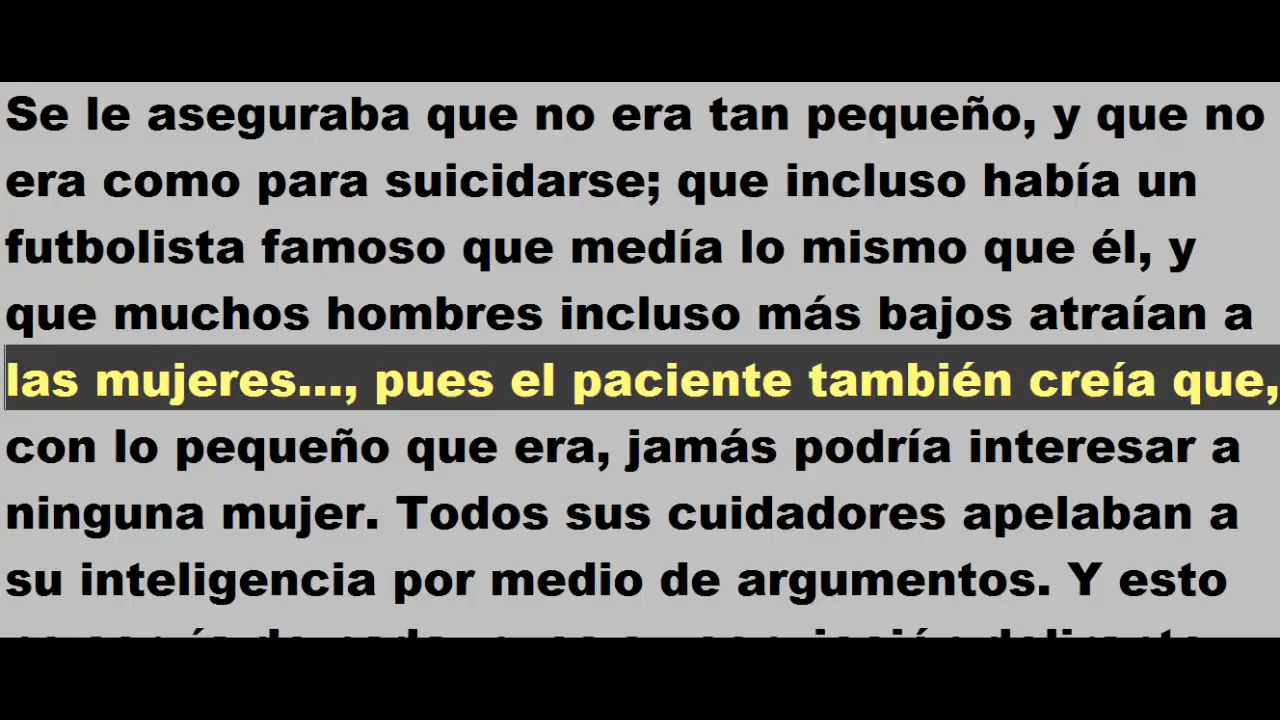 Se le aseguraba que no era tan pequeño, y que no
era como para suicidarse; que incluso había un
futbolista famoso que medía lo mismo que él, y
que muchos hombres incluso más bajos atraían a
las mujeres..., pues el paciente también creía que,
con lo pequeño que era, jamás podría interesar a
ninguna mujer. Todos sus cuidadores apelaban a
su inteligencia por medio de argumentos. Y esto